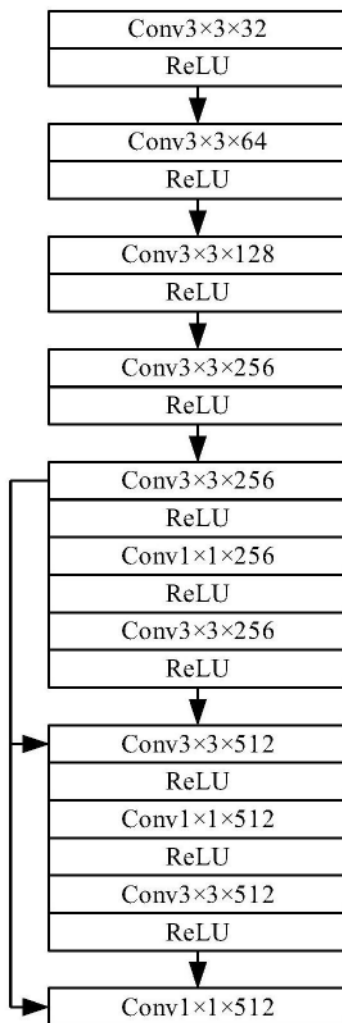 Conv3×3×32
ReLU
Conv3×3×64
ReLU
Conv3×3×128
ReLU
Conv3×3×256
ReLU
Conv3×3×256
ReLU
Conv1×1×256
ReLU
Conv3×3×256
ReLU
Conv3×3×512
ReLU
Conv1×1×512
ReLU
Conv3×3×512
ReLU
Conv1×1×512